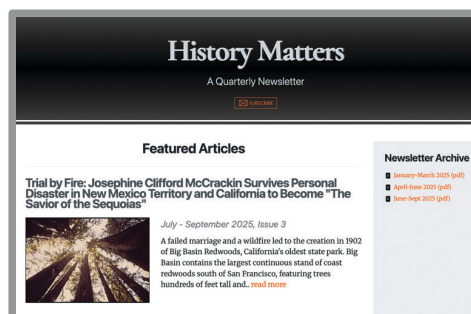 History Matters
A Quarterly Newsletter
SUBSCRIBE
Featured Articles
Trial by Fire: Josephine Clifford McCrackin Survives Personal
Disaster in New Mexico Territory and California to Become "The
Savior of the Sequoias"
July - September 2025, Issue 3
A failed marriage and a wildfire led to the creation in 1902
of Big Basin Redwoods, California's oldest state park. Big
Basin contains the largest continuous stand of coast
redwoods south of San Francisco, featuring trees
hundreds of feet tall and.. read more
Newsletter Archive
January-March 2025 (pdf)
April-June 2025 (pdf)
June-Sept 2025 (pdf)